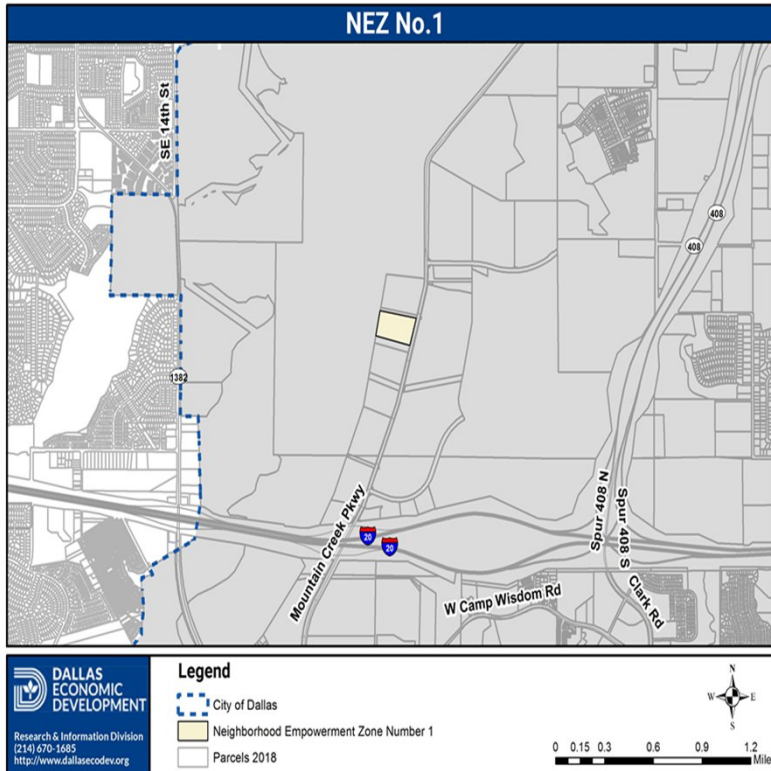 NEZ No.1
SE 14th St
408
408
1382
Mountain Creek Pkwy
20
20
Spur 408 N
Spur 408 S
Clark Rd
W Camp Wisdom Rd
DALLAS
ECONOMIC
DEVELOPMENT
Research & Information Division
(214) 670-1685
http://www.dallasecodev.org
Legend
City of Dallas
Neighborhood Empowerment Zone Number 1
Parcels 2018
N
W E
S
0 0.15 0.3 0.6 0.9 1.2
Mile